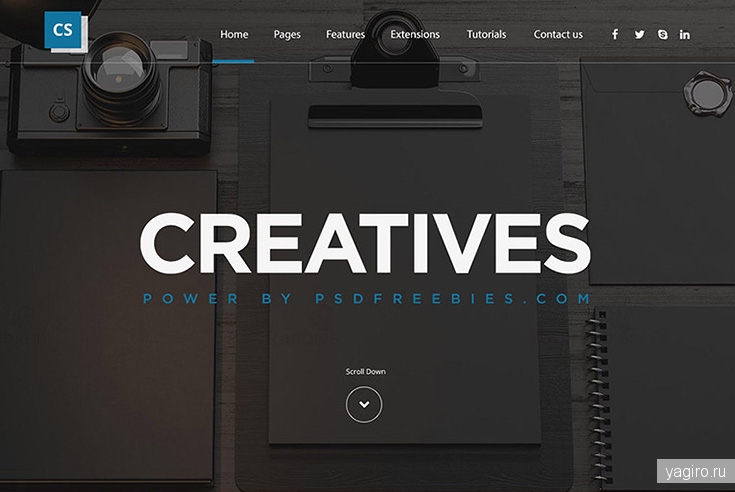 CS
Home Pages Features Extensions Tutorials Contact us
CREATIVES
POWER BY PSDFREEBIES.COM
Scroll Down
yagiro.ru